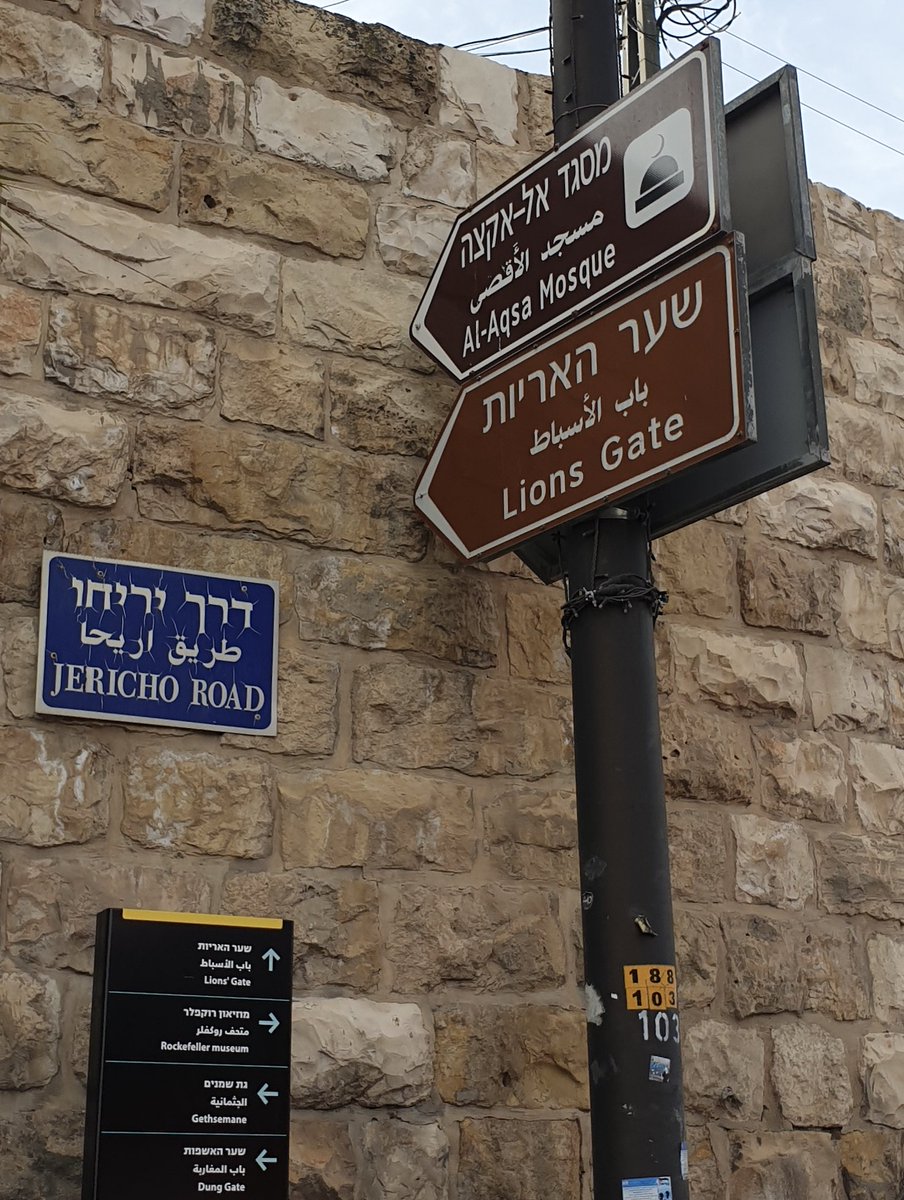 מסגד אל-אקצה
مسجد الأقصى
Al-Aqsa Mosque
שער האריות
باب الأسباط
Lions Gate
דרך יריחו
طريق اريحا
JERICHO ROAD
שער האריות
باب الأسباط
Lions' Gate
מוזיאון רוקפלר
متحف روكفلر
Rockefeller museum
גת שמנים
الجثمانية
Gethsemane
שער האשפות
باب المغاربة
Dung Gate
188
103
103